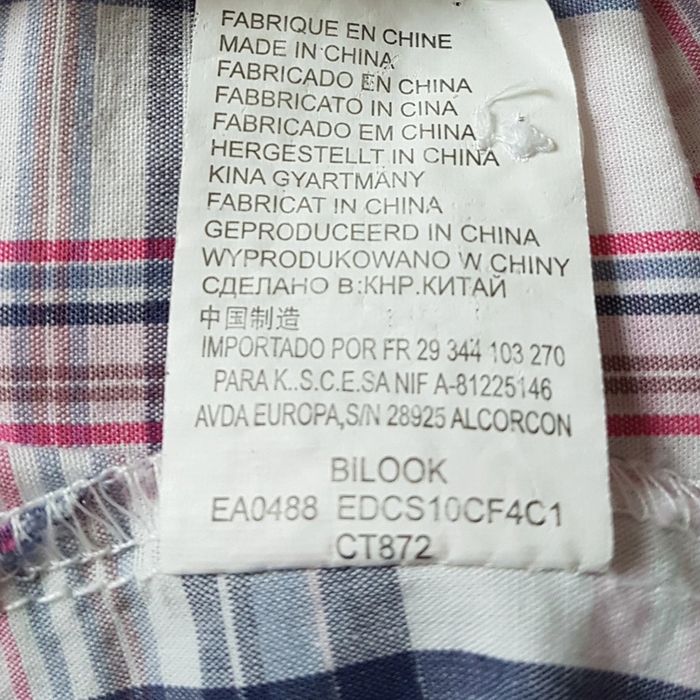 FABRIQUE EN CHINE
MADE IN CHINA
FABRICADO EN CHINA
FABBRICATO IN CINA
FABRICADO EM CHINA
HERGESTELLT IN CHINA
KINA GYARTMÀNY
FABRICAT IN CHINA
GEPRODUCEERD IN CHINA
WYPRODUKOWANO W CHINY
СДЕЛАНО В:КНР.КИТАЙ
中国制造
IMPORTADO POR FR 29 344 103 270
PARA K..S.C.E.SA NIF A-81225146
AVDA EUROPA,S/N 28925 ALCORCON
BILOOK
EA0488 EDCS10CF4C1
CT872